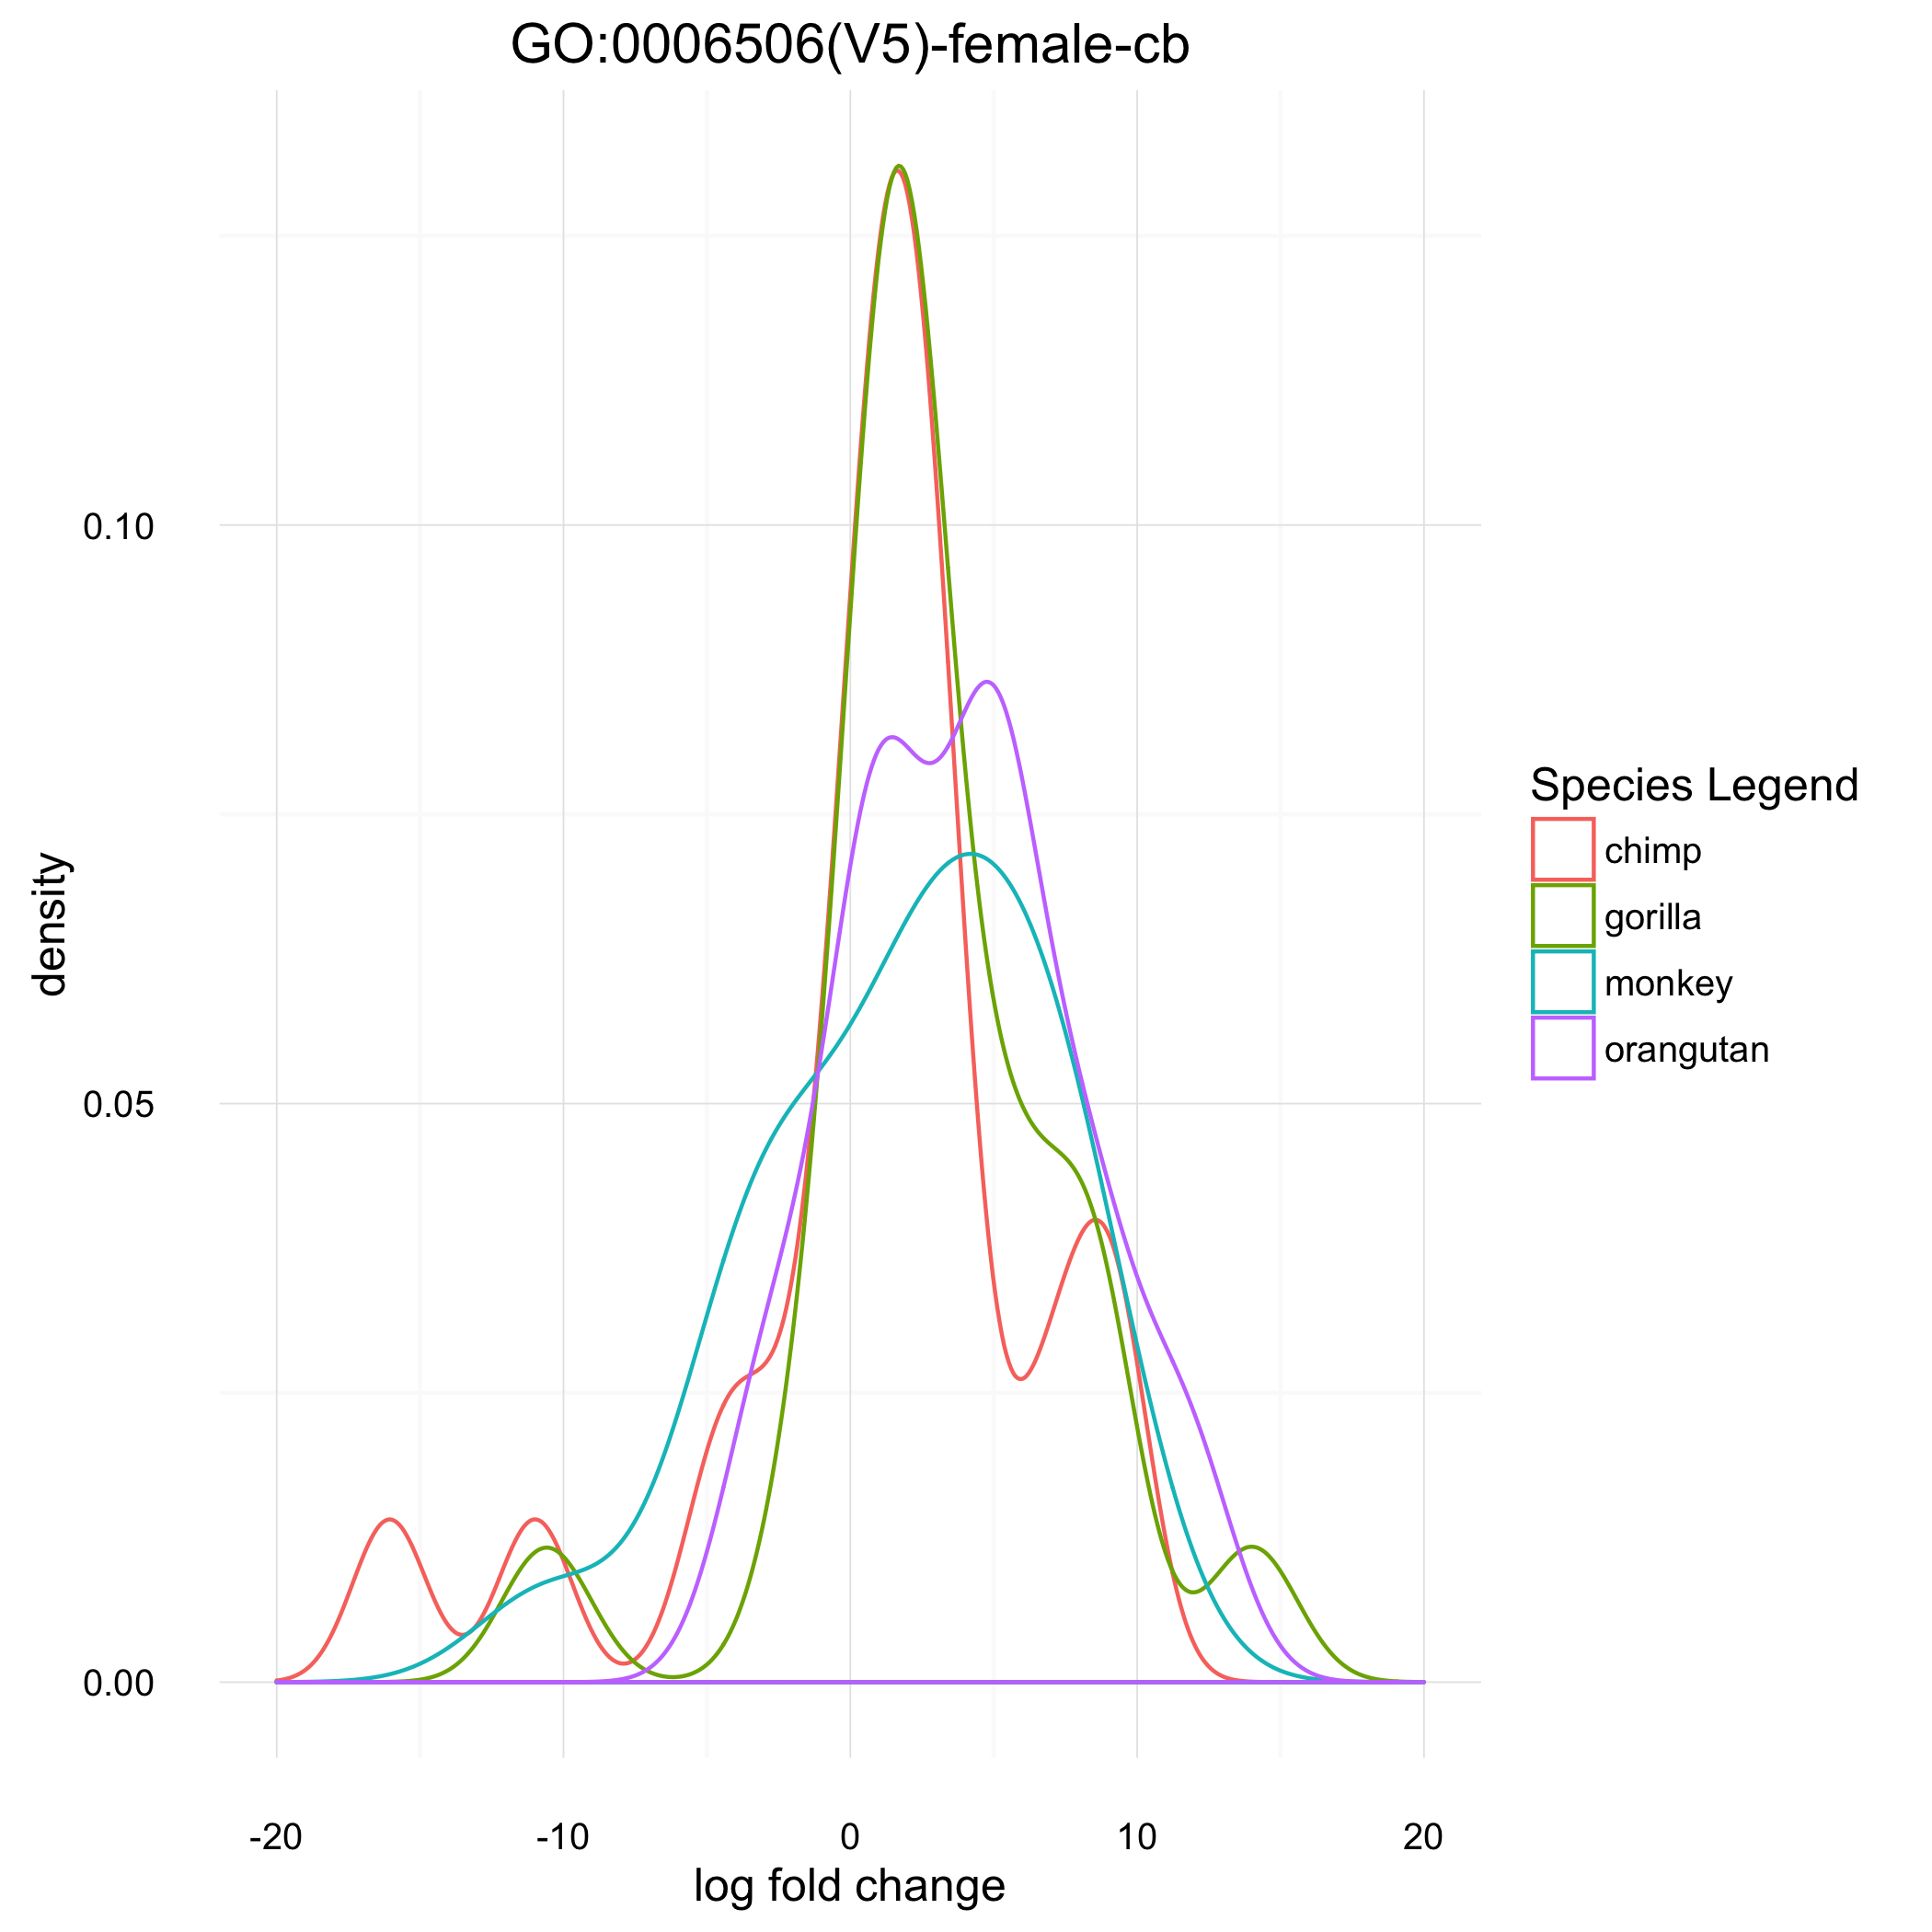 GO:0006506(V5)-female-cb
density
0.10
0.05
0.00
-20 -10 0 10 20
log fold change
Species Legend
chimp
gorilla
monkey
orangutan